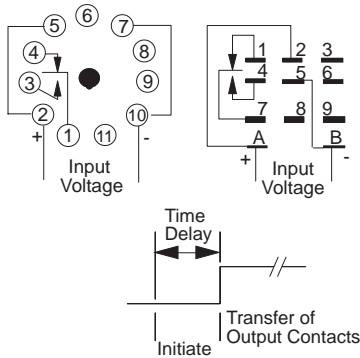 6
5 7
4 8
3 9
2 10
1 11
+ -
Input
Voltage
1 2 3
4 5 6
7 8 9
A B
+ -
Input
Voltage
Time
Delay
Transfer of
Output Contacts
Initiate